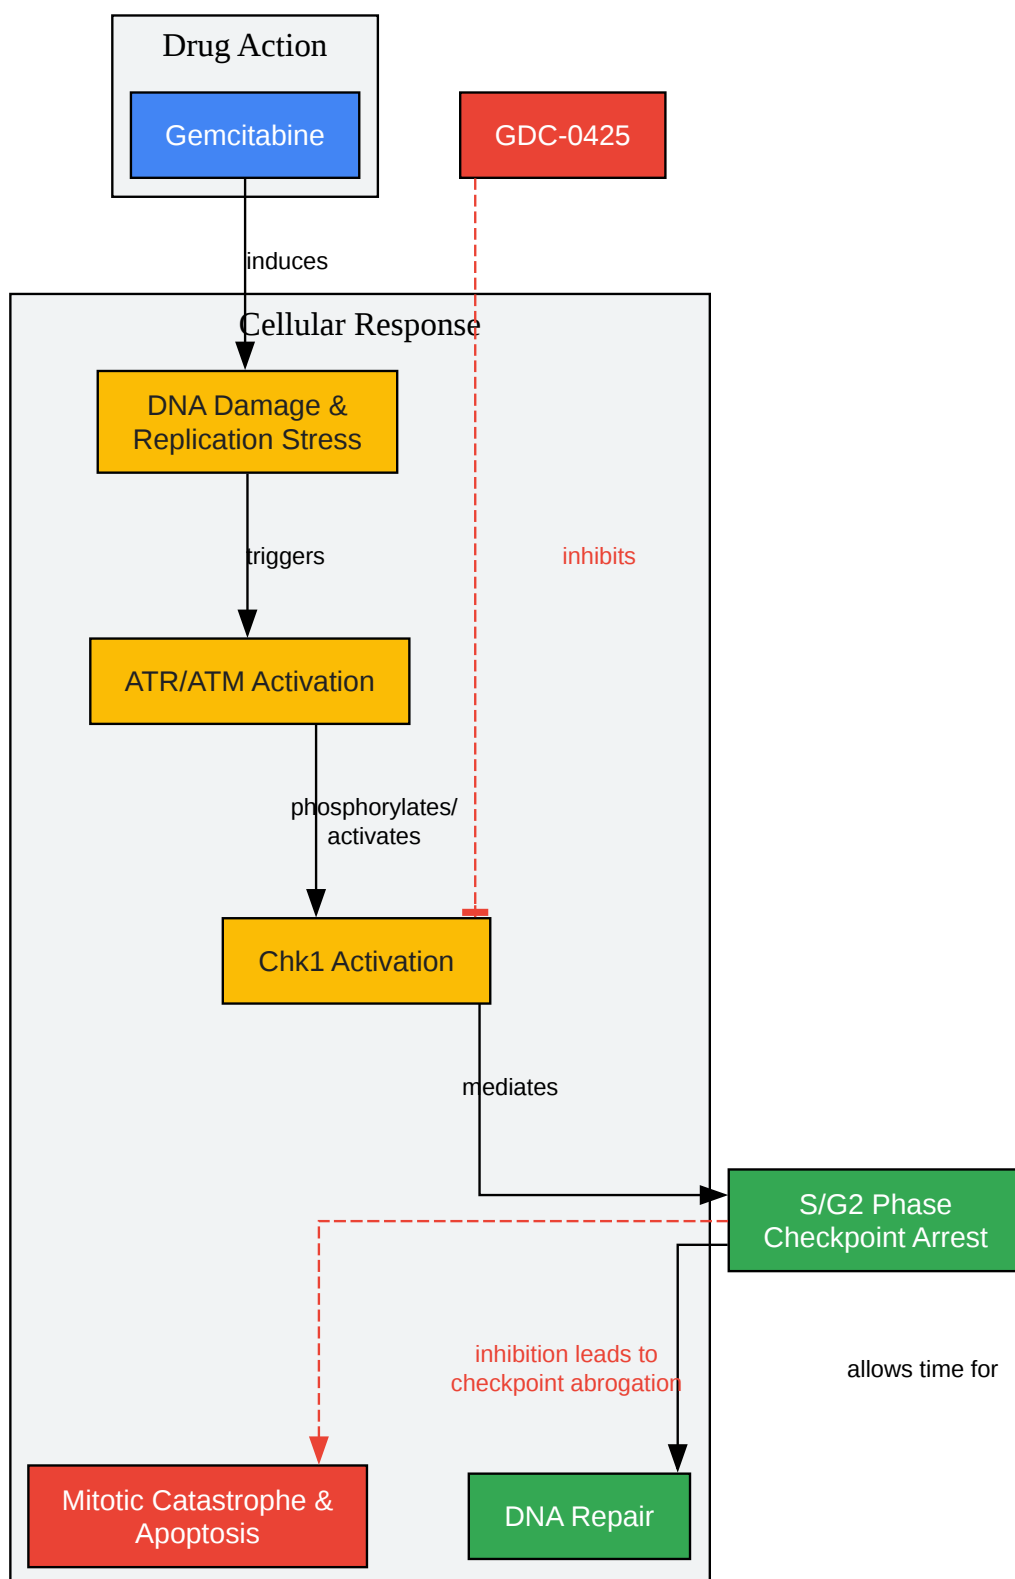 Drug Action
Gemcitabine
GDC-0425
induces
Cellular Response
DNA Damage &
Replication Stress
triggers
inhibits
ATR/ATM Activation
phosphorylates/
activates
Chk1 Activation
mediates
S/G2 Phase
Checkpoint Arrest
inhibition leads to
checkpoint abrogation
allows time for
Mitotic Catastrophe &
Apoptosis
DNA Repair